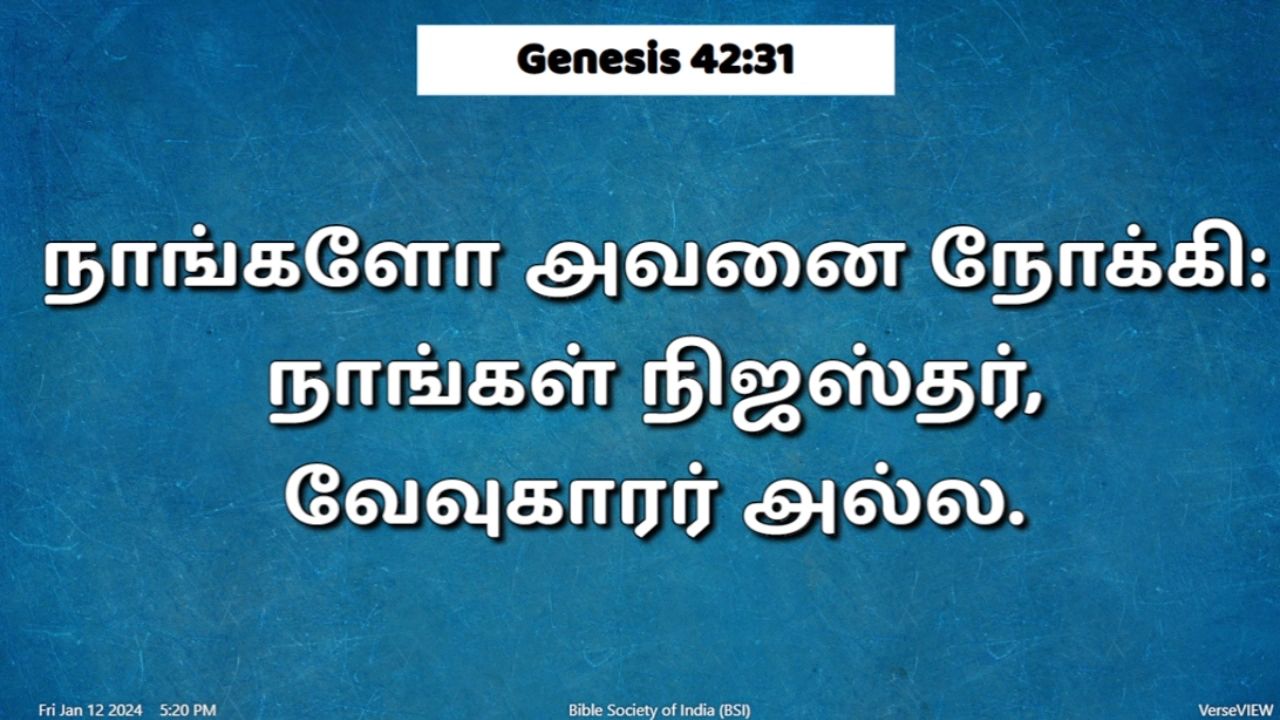 Genesis 42:31
நாங்களோ அவனை நோக்கி:
நாங்கள் நிஜஸ்தர்,
வேவுகாரர் அல்ல.
Fri Jan 12 2024 5:20 PM Bible Society of India (BSI) VerseVIEW